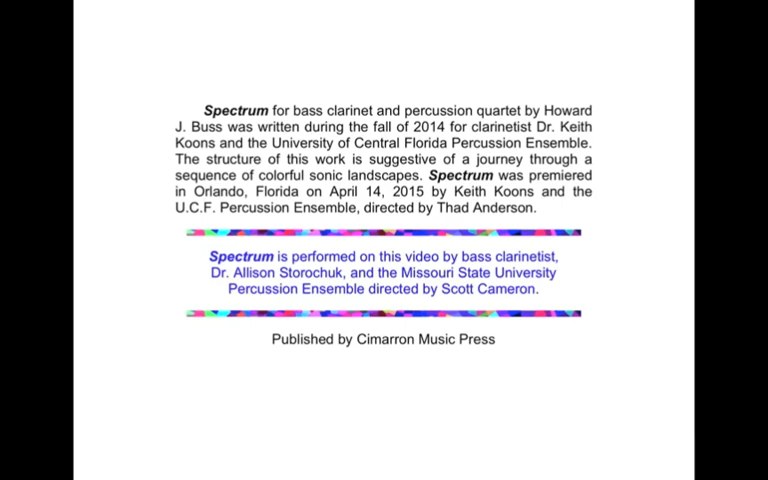 Spectrum for bass clarinet and percussion quartet by Howard
J. Buss was written during the fall of 2014 for clarinetist Dr. Keith
Koons and the University of Central Florida Percussion Ensemble.
The structure of this work is suggestive of a journey through a
sequence of colorful sonic landscapes. Spectrum was premiered
in Orlando, Florida on April 14, 2015 by Keith Koons and the
U.C.F. Percussion Ensemble, directed by Thad Anderson.
Spectrum is performed on this video by bass clarinetist,
Dr. Allison Storochuk, and the Missouri State University
Percussion Ensemble directed by Scott Cameron.
Published by Cimarron Music Press